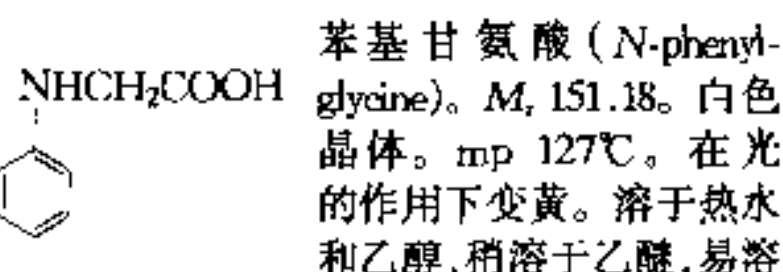 苯基甘氨酸(N-phenyl-
NHCH₂COOH
glycine)。Mr 151.18。白色
晶体。mp 127℃。在光
的作用下变黄。溶于热水
和乙醇,稍溶于乙醚,易溶